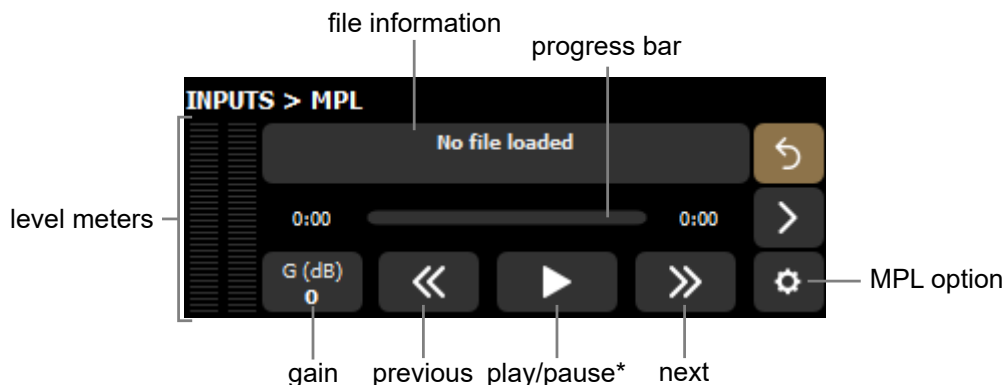 file information
progress bar
INPUTS > MPL
No file loaded
level meters
0:00
0:00
G (dB)
0
MPL option
gain
previous
play/pause*
next